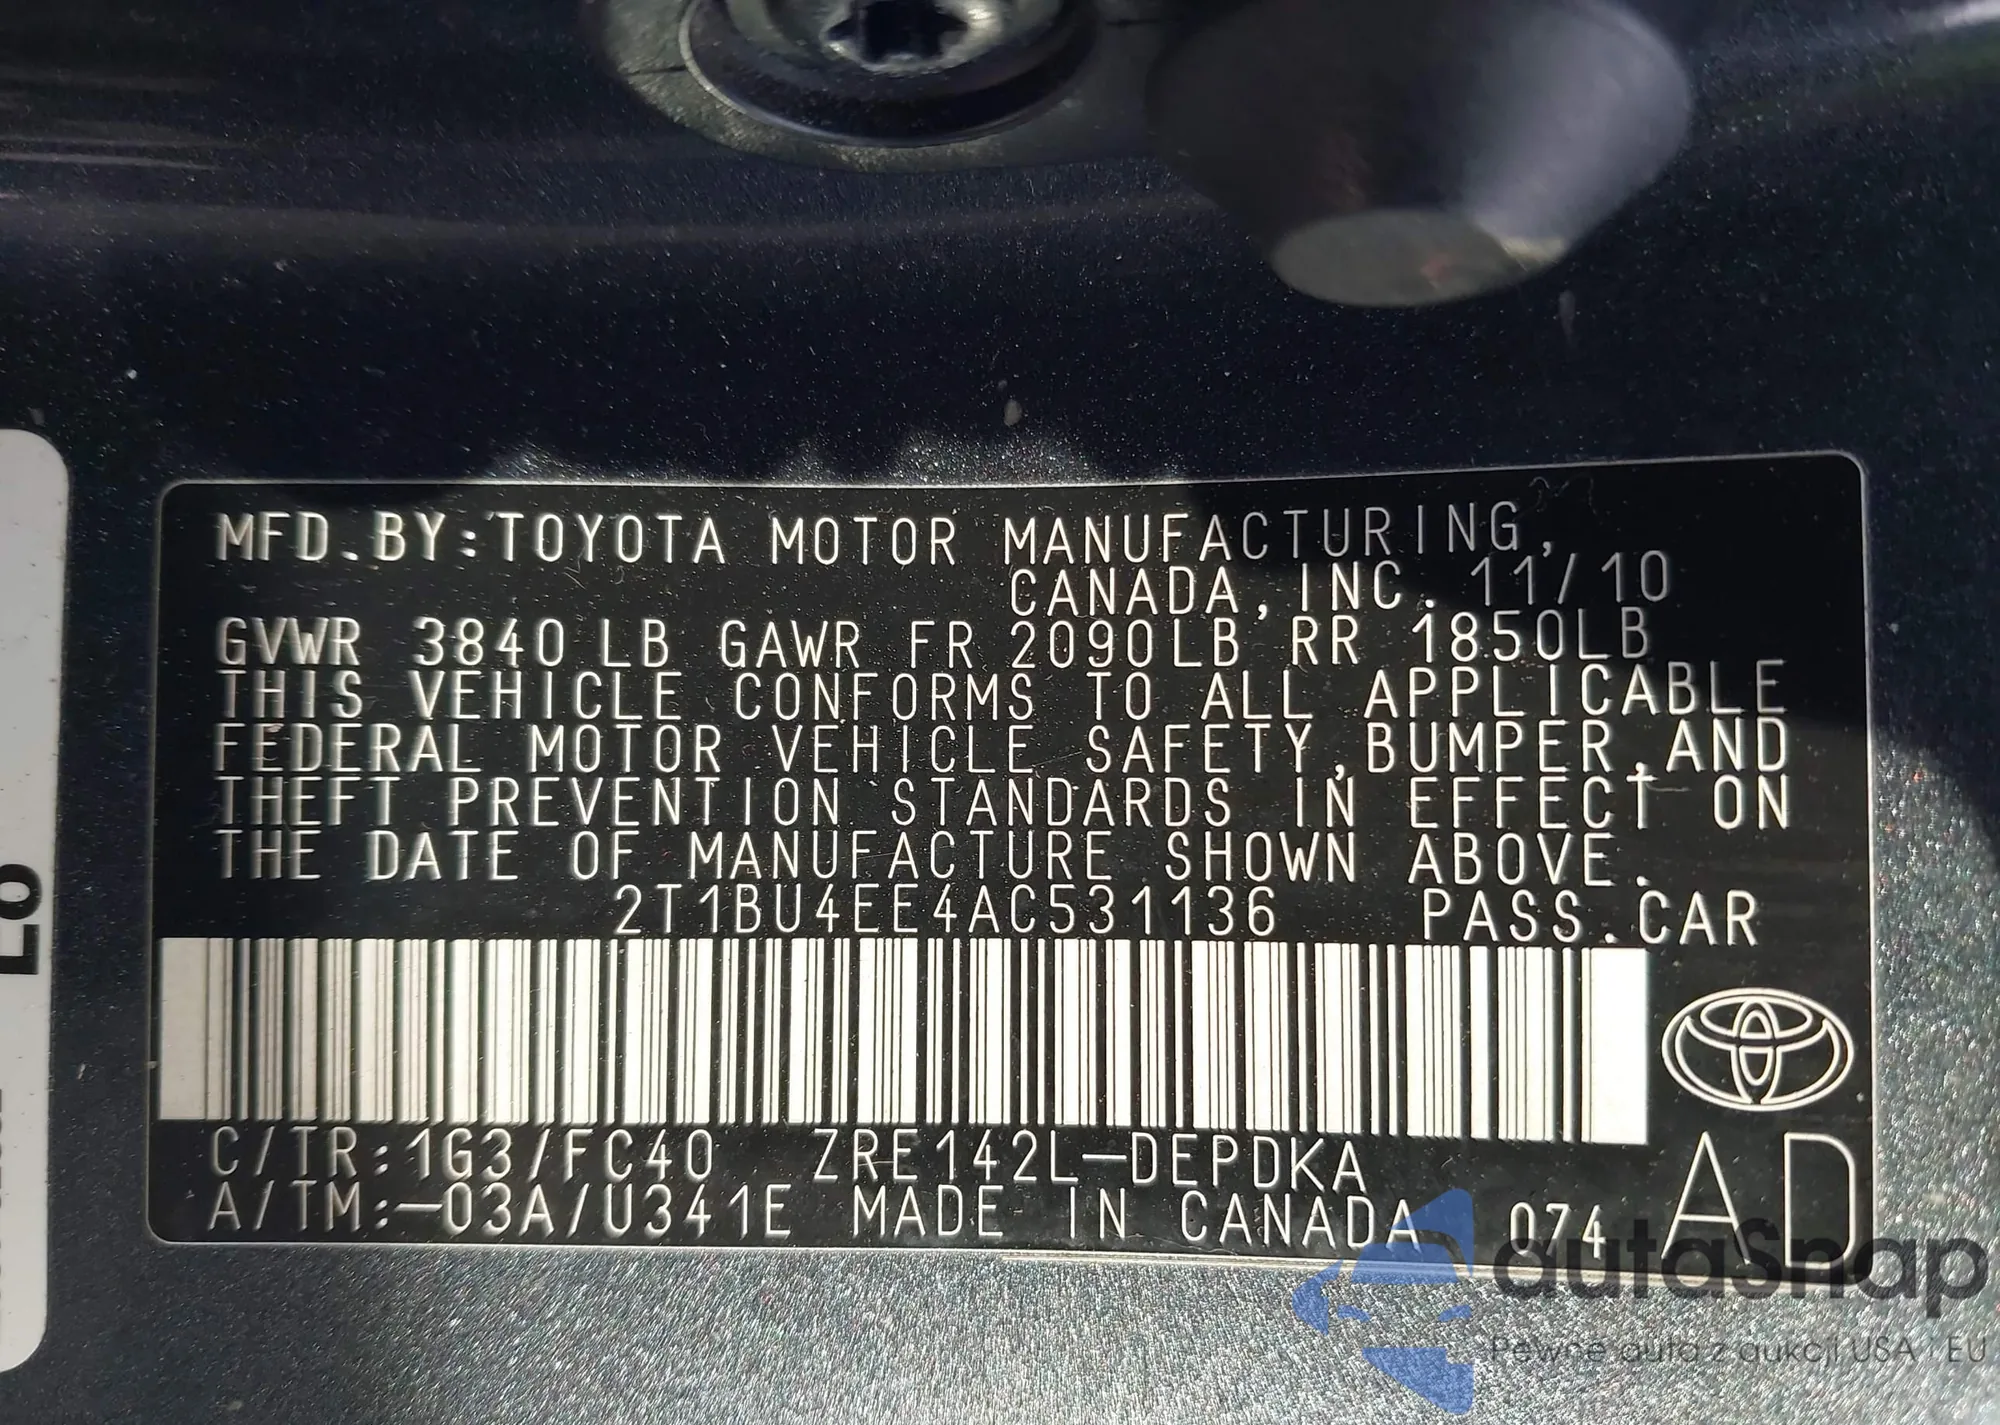 MFD.BY:TOYOTA MOTOR MANUFACTURING,
CANADA, INC. 11/10
GVWR 3840LB GAWR FR 2090LB RR 1850LB
THIS VEHICLE CONFORMS TO ALL APPLICABLE
FEDERAL MOTOR VEHICLE SAFETY,BUMPER,AND
THEFT PREVENTION STANDARDS IN EFFECT ON
THE DATE OF MANUFACTURE SHOWN ABOVE.
2T1BU4EE4AC531136 PASS.CAR
C/TR:1G3/FC40 ZRE142L-DEPDKA
A/TM:-03A/U341E MADE IN CANADA 074 AD
LO
autaSnap
Pewne auta z aukcji USA i EU